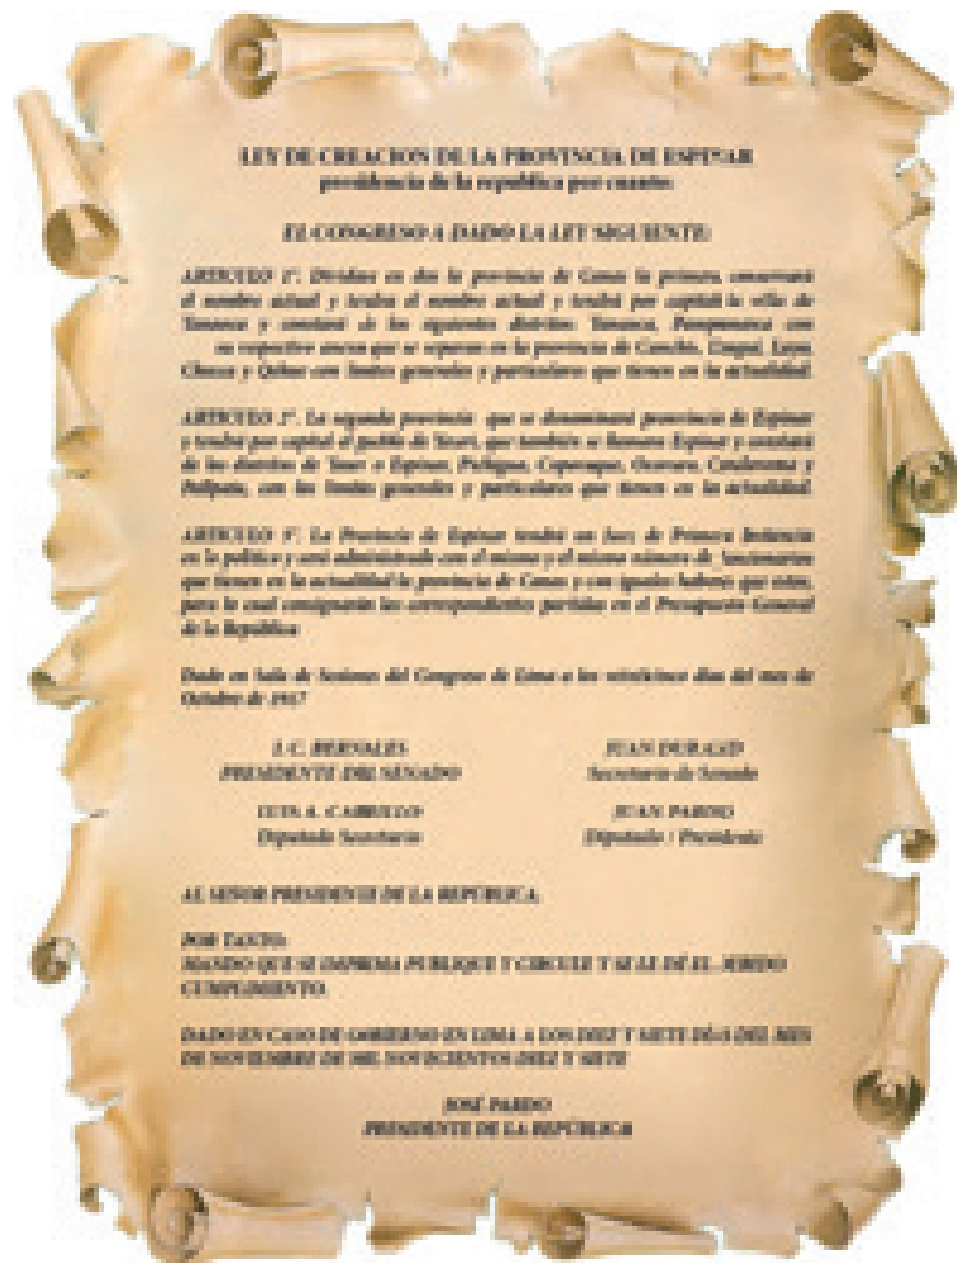 LEY DE CREACION DE LA PROVINCIA DE ESPINAR
presidencia de la republica por cuanto:
EL CONGRESO A DADO LA LEY SIGUIENTE:
ARTICULO 1°. Dividase en dos la provincia de Canas la primera, conservará
el nombre actual y tendrá el nombre actual y tendrá por capital la villa de
Yanaoca y constará de los siguientes distritos: Yanaoca, Pampamarca con
su respectivo anexo que se separan en la provincia de Canchis, Langui, Layo,
Checca y Quehue con limites generales y particulares que tienen en la actualidad.
ARTICULO 2°. La segunda provincia que se denominará provincia de Espinar
y tendrá por capital el pueblo de Yauri, que también se llamara Espinar y constará
de los distritos de Yauri o Espinar, Pichigua, Coporaque, Ocoruro, Condoroma y
Pallpata, con los limites generales y particulares que tienen en la actualidad.
ARTICULO 3°. La Provincia de Espinar tendrá un Juez de Primera Instancia
en lo político y será administrada con el mismo y el mismo número de funcionarios
que tienen en la actualidad la provincia de Canas y con iguales haberes que estos,
para lo cual consignarán las correspondientes partidas en el Presupuesto General
de la República
Dada en Sala de Sesiones del Congreso de Lima a los veinticinco días del mes de
Octubre de 1917
J. C. BERNALES
PRESIDENTE DEL SENADO
JUAN DURAND
Secretario de Senado
LUIS A. CARRILLO
Diputado Secretario
JUAN PARDO
Diputado / Presidente
AL SEÑOR PRESIDENTE DE LA REPÚBLICA.
POR TANTO:
MANDO QUE SE IMPRIMA PUBLIQUE Y CIRCULE Y SE LE DÉ EL DEBIDO
CUMPLIMIENTO.
DADO EN CASO DE GOBIERNO EN LIMA A LOS DIEZ Y SIETE DÍAS DEL MES
DE NOVIEMBRE DE MIL NOVECIENTOS DIEZ Y SIETE
JOSÉ PARDO
PRESIDENTE DE LA REPÚBLICA